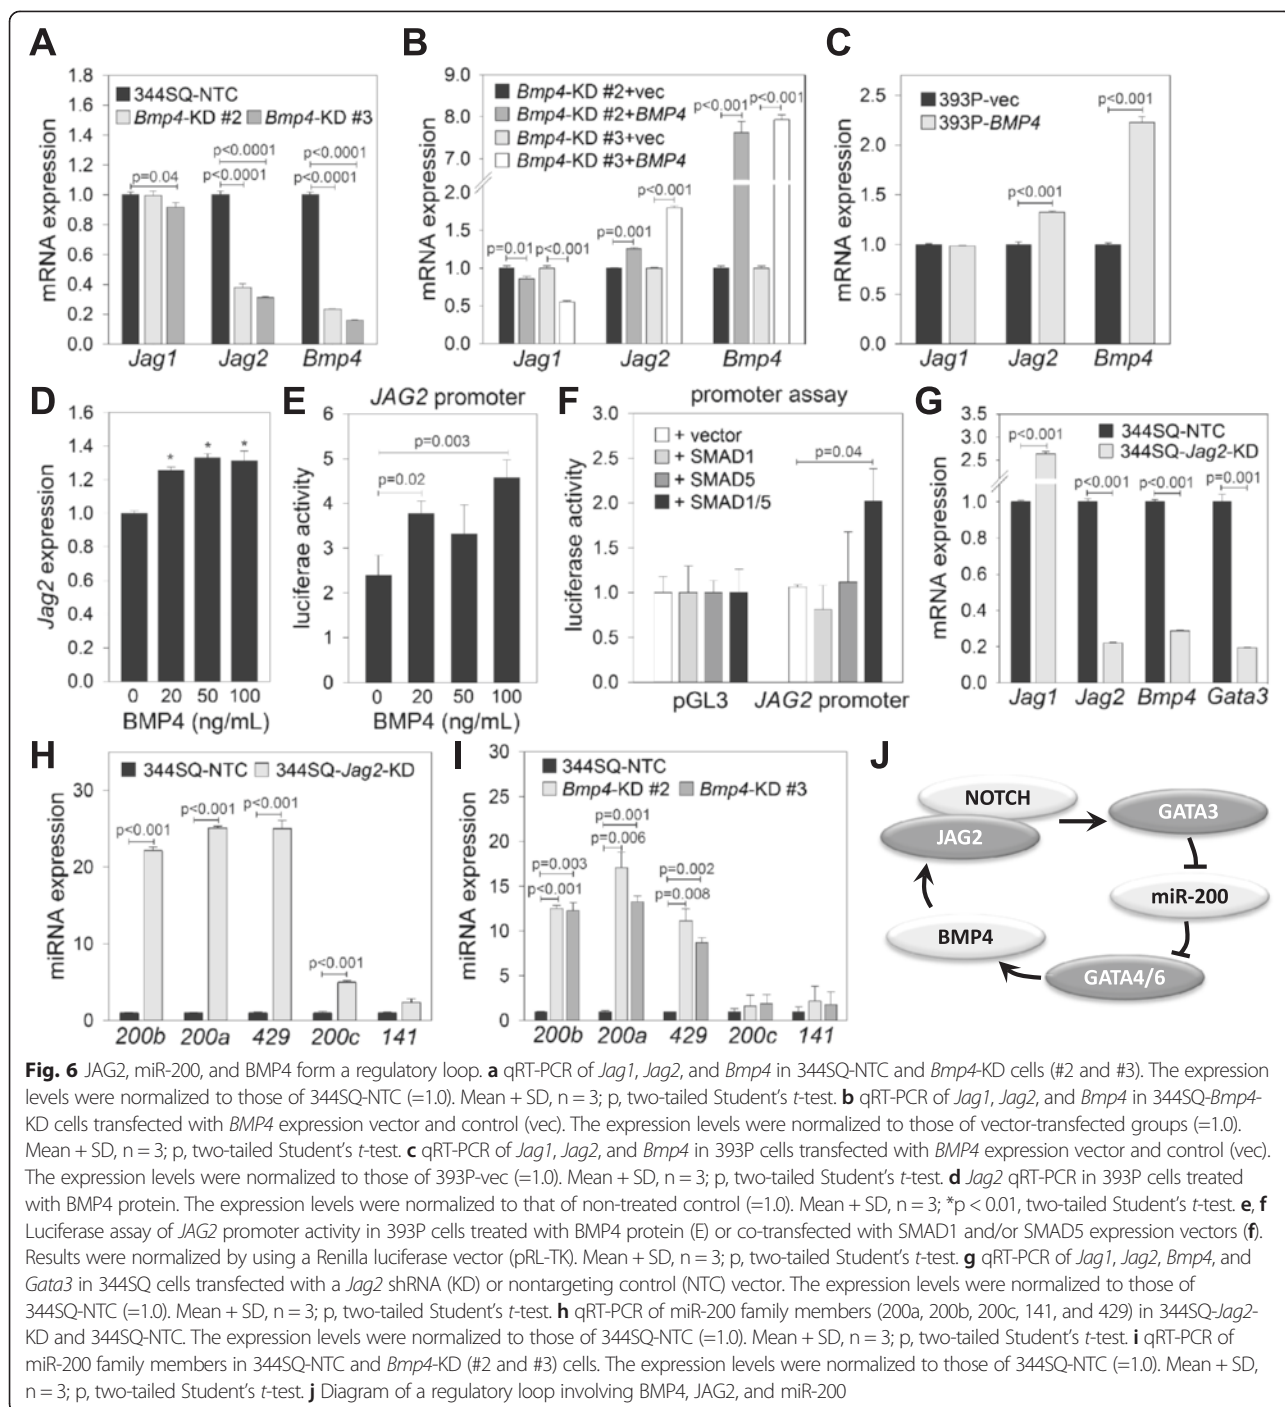 A
mRNA expression
1.8
1.6
1.4
1.2
1.0
0.8
0.6
0.4
0.2
0.0
344SQ-NTC
Bmp4-KD #2 Bmp4-KD #3
p<0.0001
p<0.0001
p=0.04
p<0.0001
p<0.0001
Jag1 Jag2 Bmp4
B
mRNA expression
9.0
8.0
7.0
2.0
1.0
0.5
0.0
Bmp4-KD #2+vec
Bmp4-KD #2+BMP4
Bmp4-KD #3+vec
Bmp4-KD #3+BMP4
p<0.001 p<0.001
p<0.001
p=0.001
p=0.01 p<0.001
Jag1 Jag2 Bmp4
C
mRNA expression
2.5
2.0
1.5
1.0
0.5
0.0
393P-vec
393P-BMP4
p<0.001
p<0.001
Jag1 Jag2 Bmp4
D
Jag2 expression
1.6
1.4
1.2
1.0
0.8
0.6
0.4
0.2
0.0
* * *
0 20 50 100
BMP4 (ng/mL)
E
JAG2 promoter
luciferae activity
6
5
4
3
2
1
0
p=0.003
p=0.02
0 20 50 100
BMP4 (ng/mL)
F
promoter assay
luciferase activity
3.0
2.5
2.0
1.5
1.0
0.5
0.0
+ vector
+ SMAD1
+ SMAD5
+ SMAD1/5
p=0.04
pGL3 JAG2 promoter
G
mRNA expression
3.5
3.0
2.5
1.0
0.8
0.6
0.4
0.2
0.0
344SQ-NTC
344SQ-Jag2-KD
p<0.001
p<0.001 p<0.001 p=0.001
Jag1 Jag2 Bmp4 Gata3
H
miRNA expression
30
20
10
0
344SQ-NTC 344SQ-Jag2-KD
p<0.001 p<0.001 p<0.001
p<0.001
200b 200a 429 200c 141
I
miRNA expression
30
25
20
15
10
5
0
344SQ-NTC
Bmp4-KD #2 Bmp4-KD #3
p=0.001
p=0.006
p=0.003 p=0.002
p<0.001 p=0.008
200b 200a 429 200c 141
J
NOTCH
JAG2
GATA3
miR-200
GATA4/6
BMP4
Fig. 6 JAG2, miR-200, and BMP4 form a regulatory loop. a qRT-PCR of Jag1, Jag2, and Bmp4 in 344SQ-NTC and Bmp4-KD cells (#2 and #3). The expression
levels were normalized to those of 344SQ-NTC (=1.0). Mean + SD, n = 3; p, two-tailed Student's t-test. b qRT-PCR of Jag1, Jag2, and Bmp4 in 344SQ-Bmp4-
KD cells transfected with BMP4 expression vector and control (vec). The expression levels were normalized to those of vector-transfected groups (=1.0).
Mean + SD, n = 3; p, two-tailed Student's t-test. c qRT-PCR of Jag1, Jag2, and Bmp4 in 393P cells transfected with BMP4 expression vector and control (vec).
The expression levels were normalized to those of 393P-vec (=1.0). Mean + SD, n = 3; p, two-tailed Student's t-test. d Jag2 qRT-PCR in 393P cells treated
with BMP4 protein. The expression levels were normalized to that of non-treated control (=1.0). Mean + SD, n = 3; *p < 0.01, two-tailed Student's t-test. e, f
Luciferase assay of JAG2 promoter activity in 393P cells treated with BMP4 protein (E) or co-transfected with SMAD1 and/or SMAD5 expression vectors (f).
Results were normalized by using a Renilla luciferase vector (pRL-TK). Mean + SD, n = 3; p, two-tailed Student's t-test. g qRT-PCR of Jag1, Jag2, Bmp4, and
Gata3 in 344SQ cells transfected with a Jag2 shRNA (KD) or nontargeting control (NTC) vector. The expression levels were normalized to those of
344SQ-NTC (=1.0). Mean + SD, n = 3; p, two-tailed Student's t-test. h qRT-PCR of miR-200 family members (200a, 200b, 200c, 141, and 429) in 344SQ-Jag2-
KD and 344SQ-NTC. The expression levels were normalized to those of 344SQ-NTC (=1.0). Mean + SD, n = 3; p, two-tailed Student's t-test. i qRT-PCR of
miR-200 family members in 344SQ-NTC and Bmp4-KD (#2 and #3) cells. The expression levels were normalized to those of 344SQ-NTC (=1.0). Mean + SD,
n = 3; p, two-tailed Student's t-test. j Diagram of a regulatory loop involving BMP4, JAG2, and miR-200